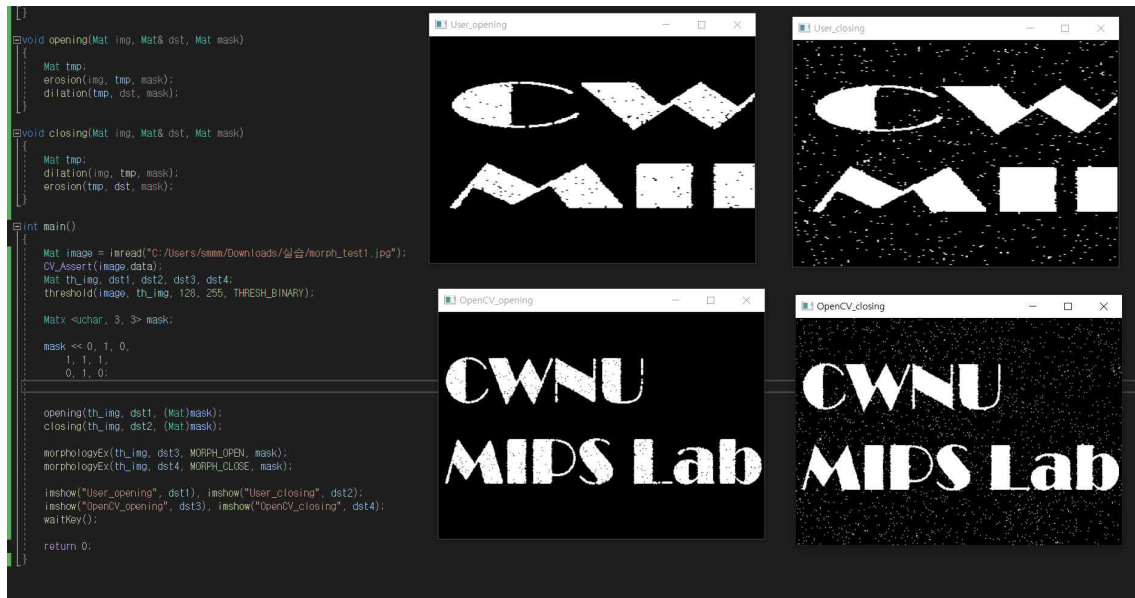 }
void opening(Mat img, Mat& dst, Mat mask)
{
Mat tmp;
erosion(img, tmp, mask);
dilation(tmp, dst, mask);
}
void closing(Mat img, Mat& dst, Mat mask)
{
Mat tmp;
dilation(img, tmp, mask);
erosion(tmp, dst, mask);
}
int main()
{
Mat image = imread("C:/Users/smmm/Downloads/실습/morph_test1.jpg");
CV_Assert(image.data);
Mat th_img, dst1, dst2, dst3, dst4;
threshold(image, th_img, 128, 255, THRESH_BINARY);
Matx <uchar, 3, 3> mask;
mask << 0, 1, 0,
1, 1, 1,
0, 1, 0;
opening(th_img, dst1, (Mat)mask);
closing(th_img, dst2, (Mat)mask);
morphologyEx(th_img, dst3, MORPH_OPEN, mask);
morphologyEx(th_img, dst4, MORPH_CLOSE, mask);
imshow("User_opening", dst1), imshow("User_closing", dst2);
imshow("OpenCV_opening", dst3), imshow("OpenCV_closing", dst4);
waitKey();
return 0;
}
User_opening
CW
User_closing
CW
OpenCV_opening
CWNU
MIPS Lab
OpenCV_closing
CWNU
MIPS Lab